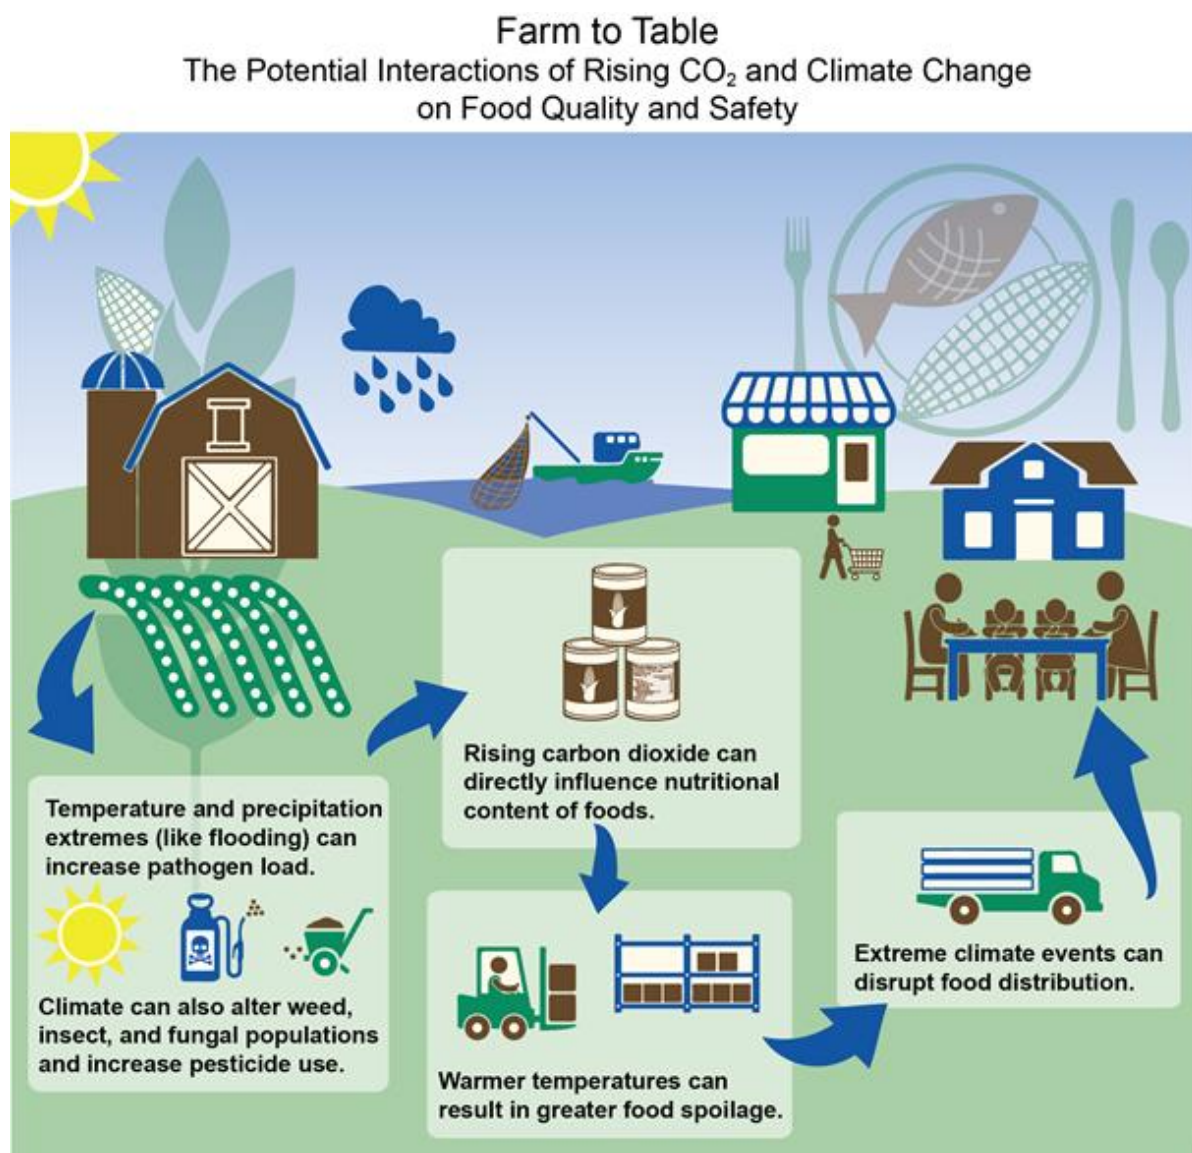 Farm to Table
The Potential Interactions of Rising CO₂ and Climate Change
on Food Quality and Safety
Temperature and precipitation
extremes (like flooding) can
increase pathogen load.
Climate can also alter weed,
insect, and fungal populations
and increase pesticide use.
Rising carbon dioxide can
directly influence nutritional
content of foods.
Warmer temperatures can
result in greater food spoilage.
Extreme climate events can
disrupt food distribution.